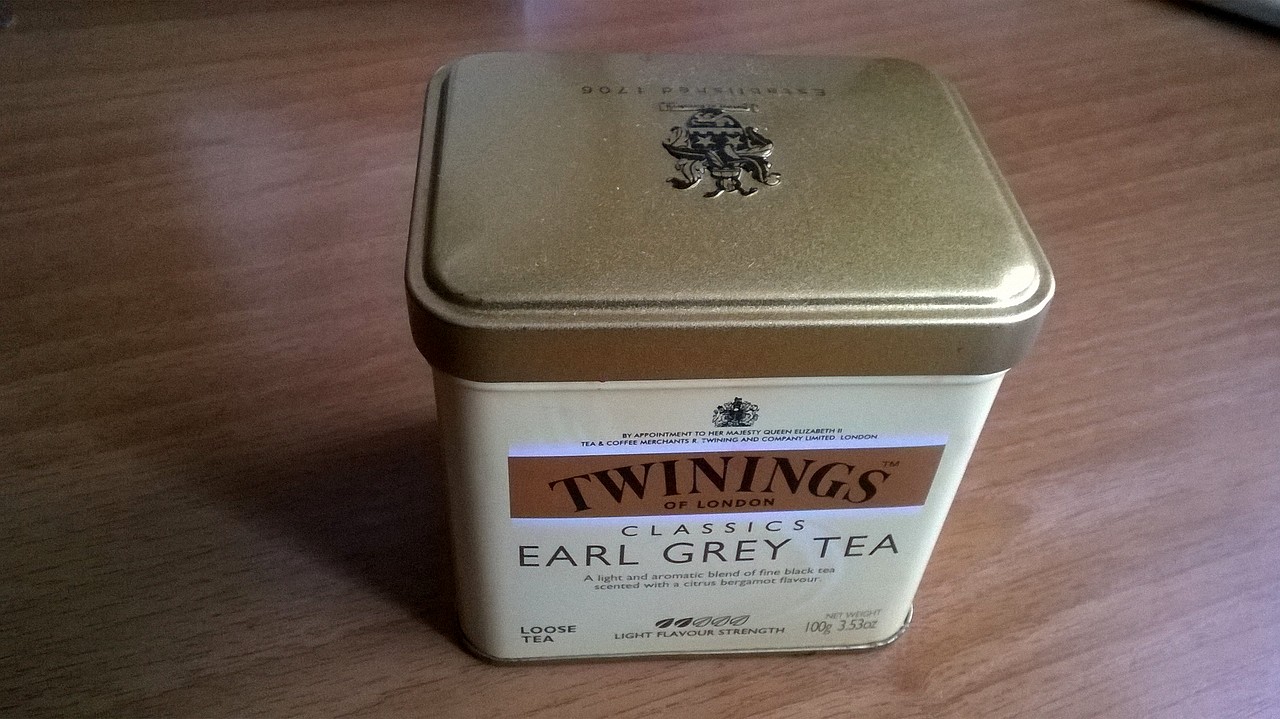 Established 1706
BY APPOINTMENT TO HER MAJESTY QUEEN ELIZABETH II
TEA & COFFEE MERCHANTS R. TWINING AND COMPANY LIMITED. LONDON
TWININGS™
OF LONDON
CLASSICS
EARL GREY TEA
A light and aromatic blend of fine black tea
scented with a citrus bergamot flavour.
LOOSE
TEA
LIGHT FLAVOUR STRENGTH
NET WEIGHT
100g 3.53oz